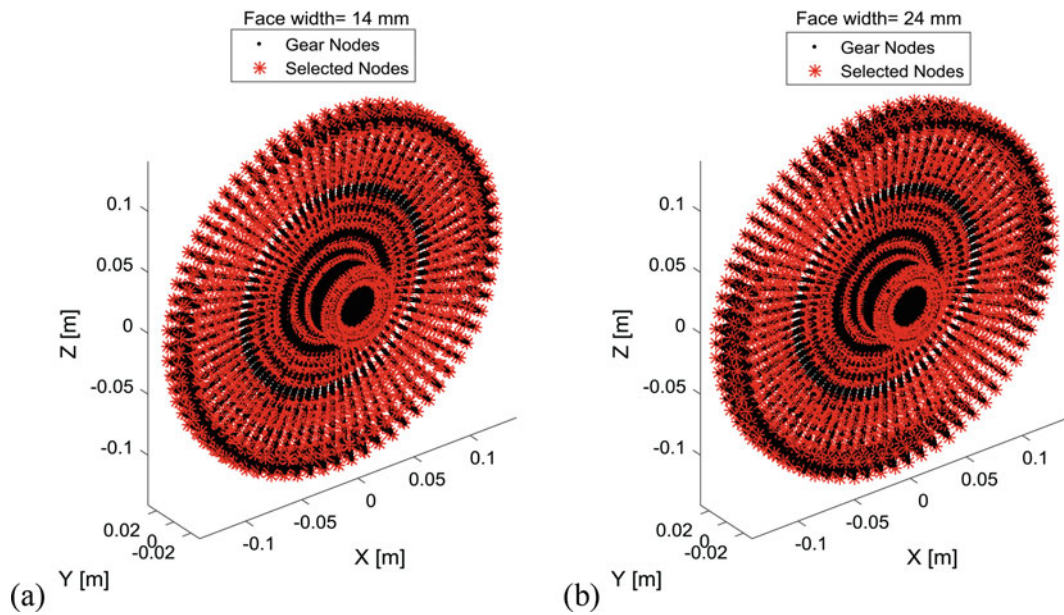 Face width= 14 mm
Gear Nodes
Selected Nodes
0.1
0.05
0
-0.05
-0.1
Z [m]
0.02
0
-0.02
Y [m]
-0.1
-0.05
0
0.05
0.1
X [m]
(a)
Face width= 24 mm
Gear Nodes
Selected Nodes
0.1
0.05
0
-0.05
-0.1
Z [m]
0.02
0
-0.02
Y [m]
-0.1
-0.05
0
0.05
0.1
X [m]
(b)